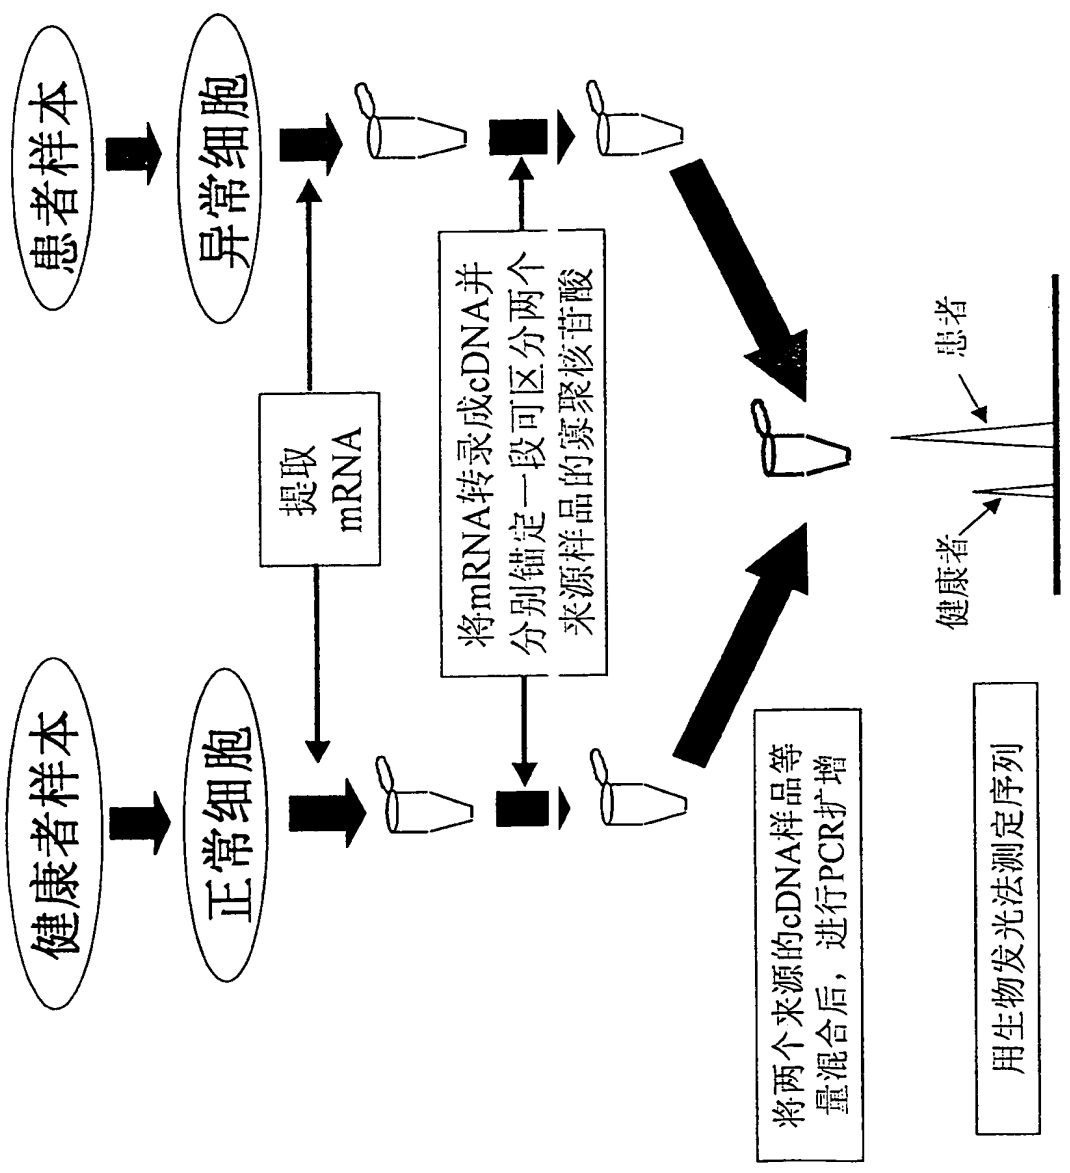 健康者样本
患者样本
正常细胞
异常细胞
提取
mRNA
将mRNA转录成cDNA并
分别锚定一段可区分两个
来源样品的寡聚核苷酸
将两个来源的cDNA样品等
量混合后，进行PCR扩增
健康者
患者
用生物发光法测定序列